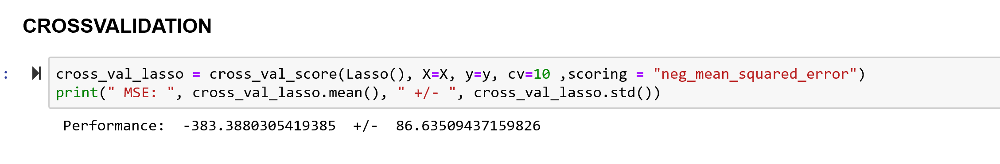 CROSSVALIDATION
: cross_val_lasso = cross_val_score(Lasso(), X=X, y=y, cv=10 ,scoring = "neg_mean_squared_error")
print(" MSE: ", cross_val_lasso.mean(), " +/- ", cross_val_lasso.std())
Performance:  -383.3880305419385  +/-  86.63509437159826